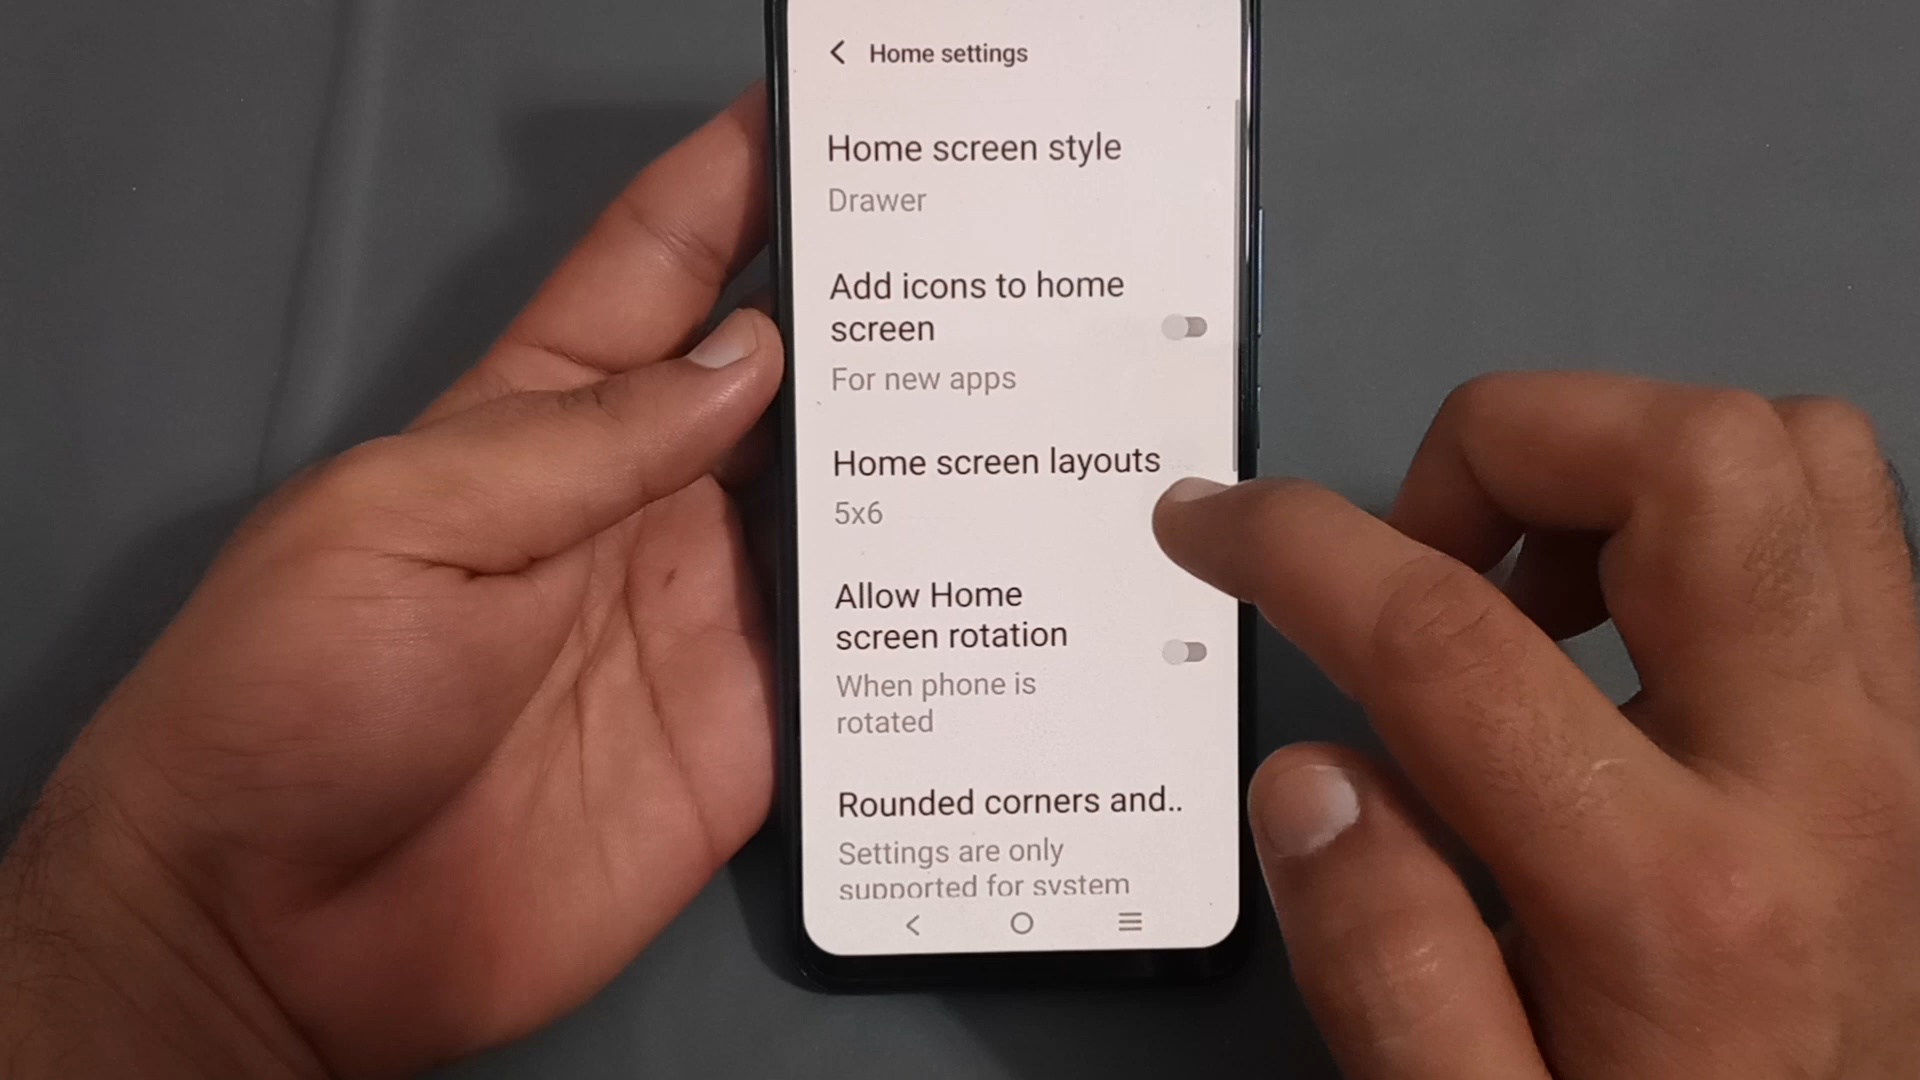 Home settings
Home screen style
Drawer
Add icons to home
screen
For new apps
Home screen layouts
5x6
Allow Home
screen rotation
When phone is
rotated
Rounded corners and..
Settings are only
supported for system